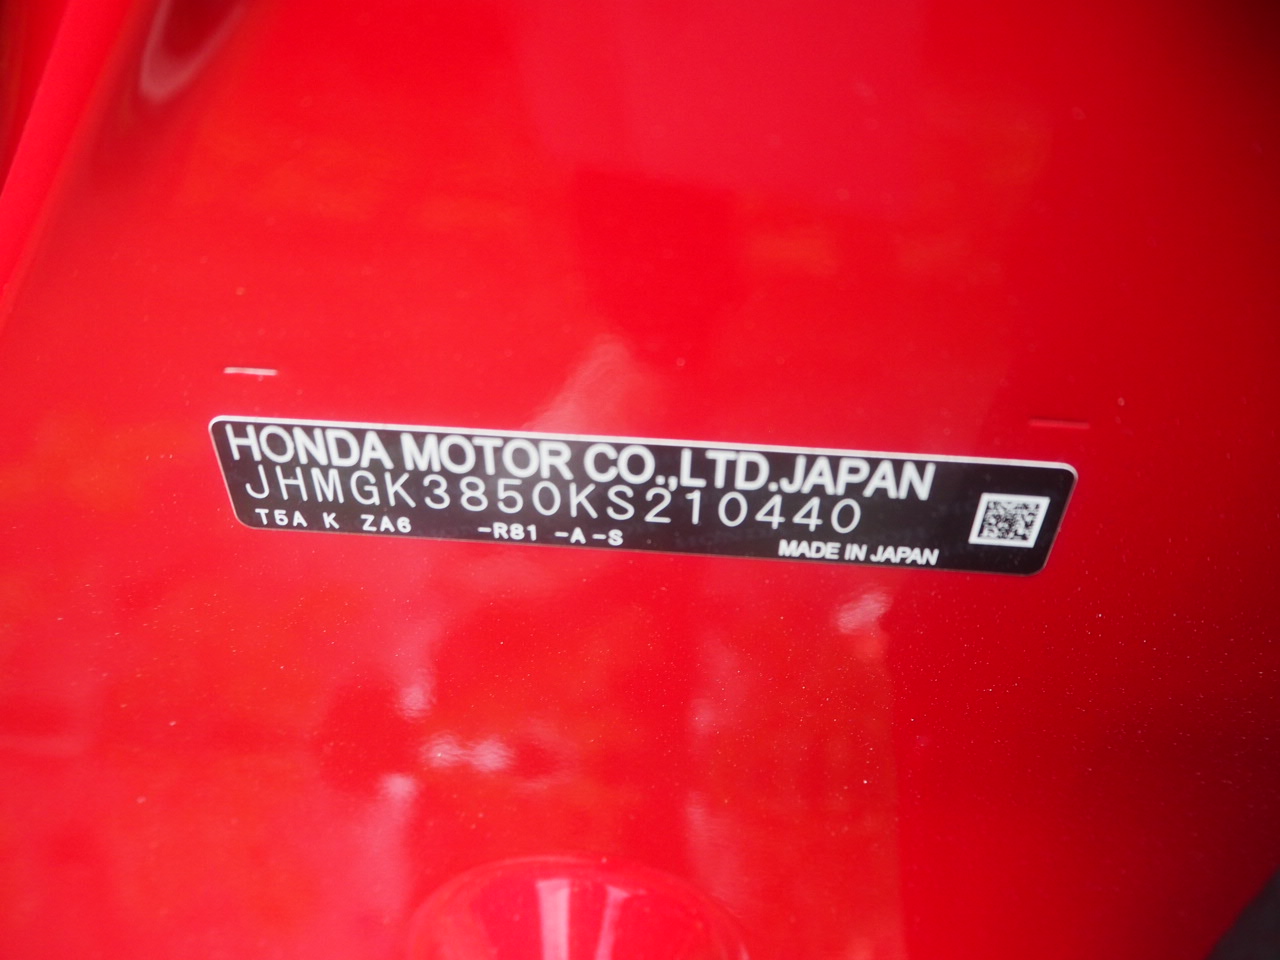 HONDA MOTOR CO.,LTD.JAPAN
JHMGK3850KS210440
T5A K ZA6 -R81 -A-S
MADE IN JAPAN